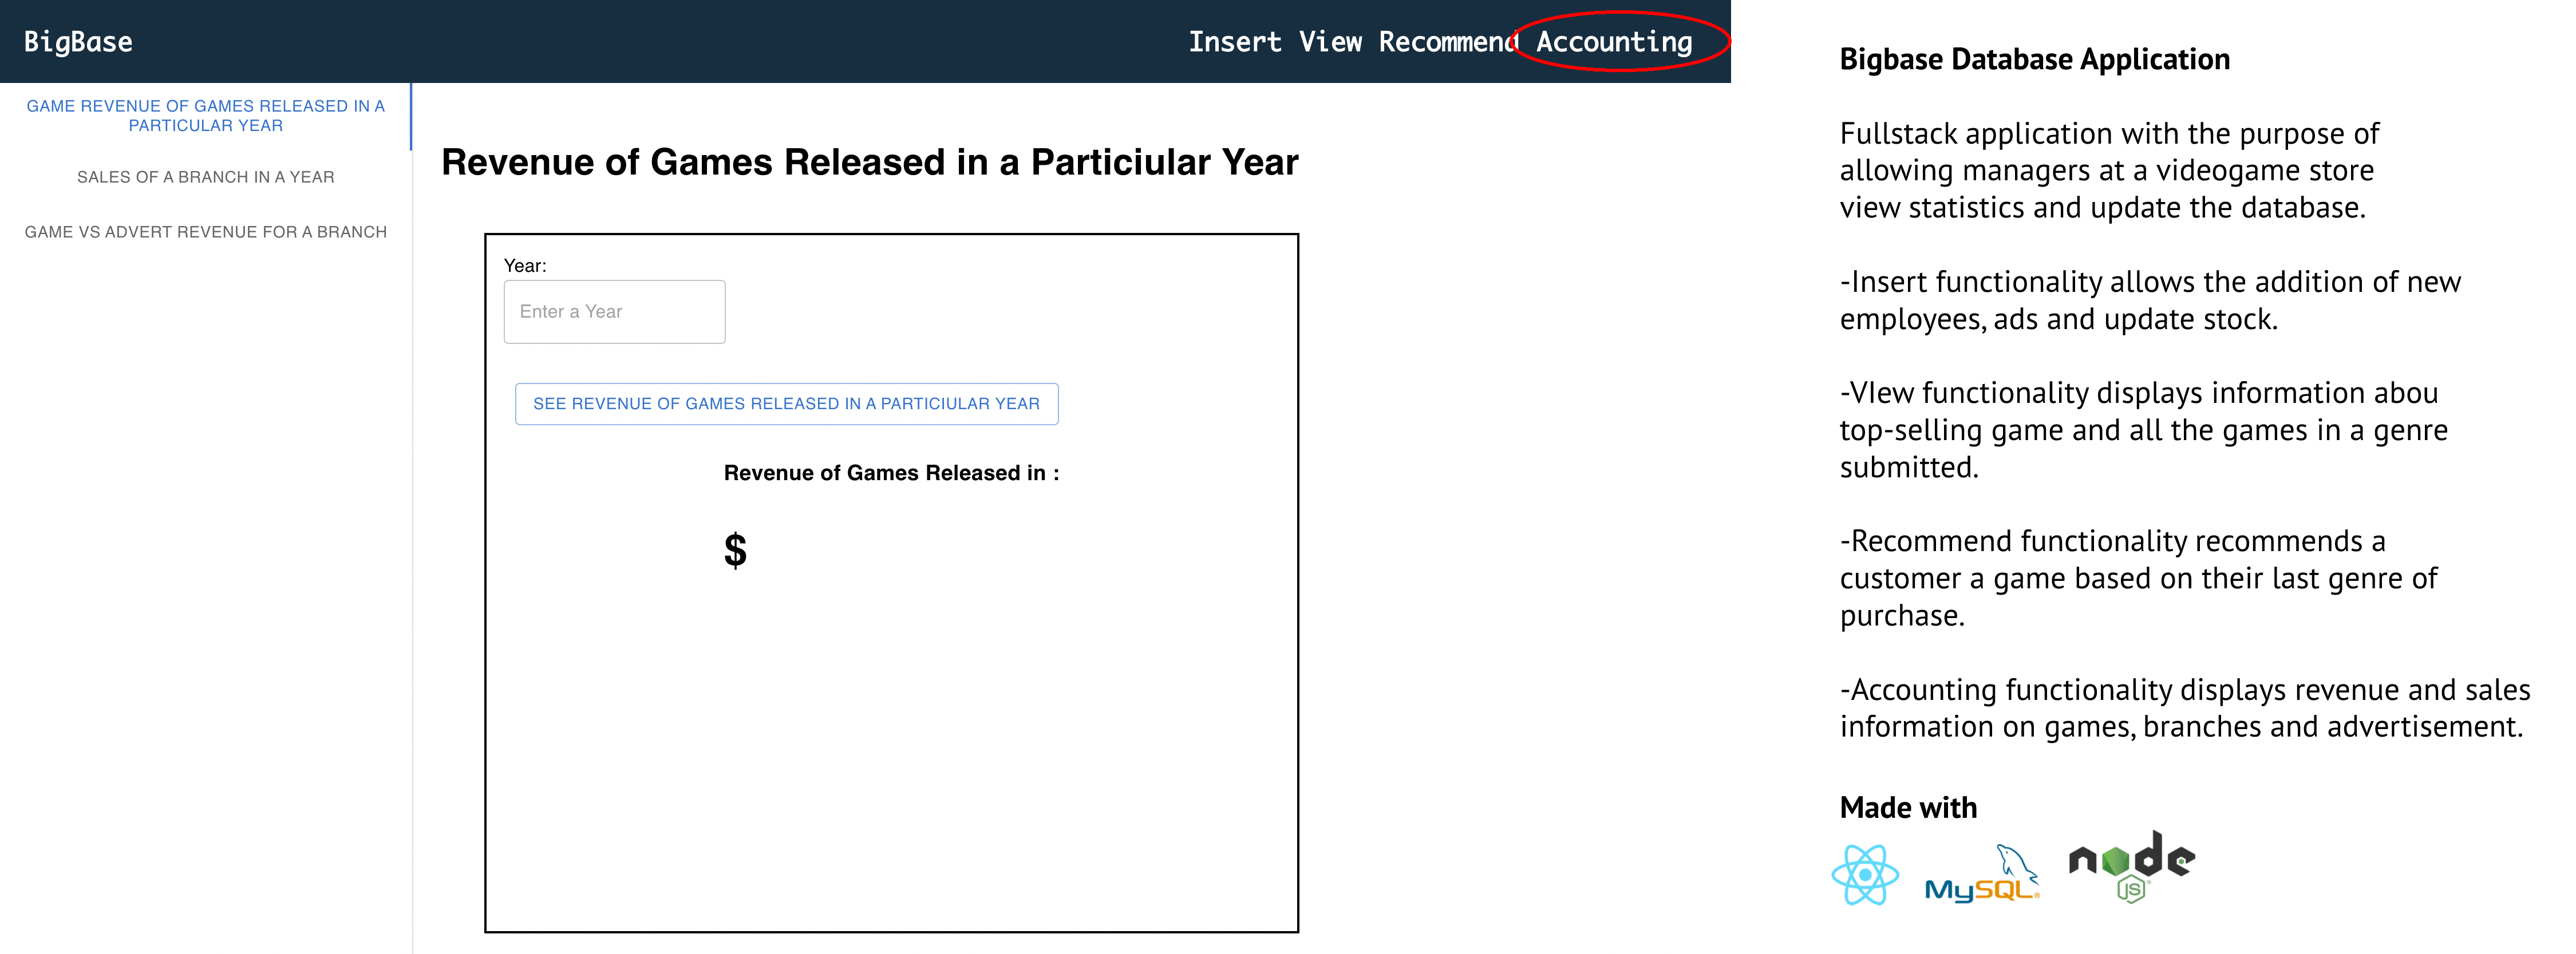 BigBase
Insert View Recommend Accounting
GAME REVENUE OF GAMES RELEASED IN A
PARTICULAR YEAR
SALES OF A BRANCH IN A YEAR
GAME VS ADVERT REVENUE FOR A BRANCH
Revenue of Games Released in a Particiular Year
Year:
Enter a Year
SEE REVENUE OF GAMES RELEASED IN A PARTICIULAR YEAR
Revenue of Games Released in :
$
Bigbase Database Application
Fullstack application with the purpose of
allowing managers at a videogame store
view statistics and update the database.
-Insert functionality allows the addition of new
employees, ads and update stock.
-VIew functionality displays information abou
top-selling game and all the games in a genre
submitted.
-Recommend functionality recommends a
customer a game based on their last genre of
purchase.
-Accounting functionality displays revenue and sales
information on games, branches and advertisement.
Made with
MySQL®
node
JS®